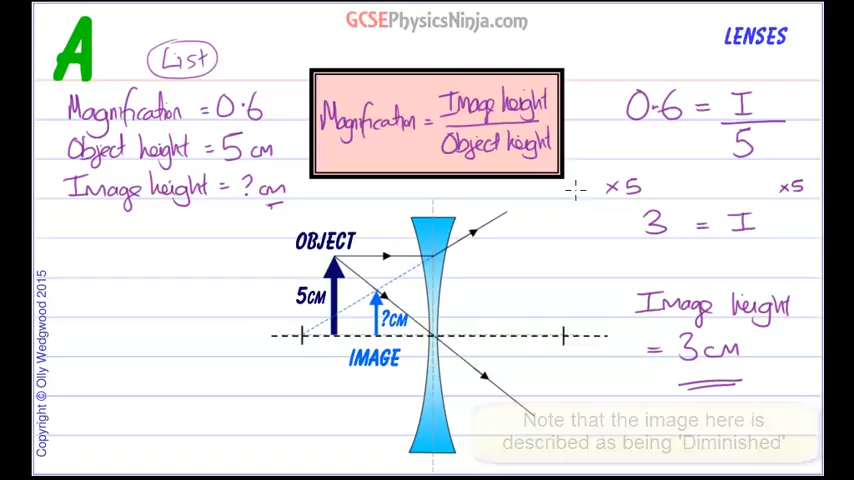 GCSEPhysicsNinja.com
LENSES
A
List
Magnification = 0.6
Object height = 5 cm
Image height = ? cm
Magnification = Image height
Object height
0.6 = I
5
×5 ×5
3 = I
Image height
= 3 cm
OBJECT
5CM
?CM
IMAGE
Note that the image here is
described as being 'Diminished'
Copyright © Olly Wedgwood 2015